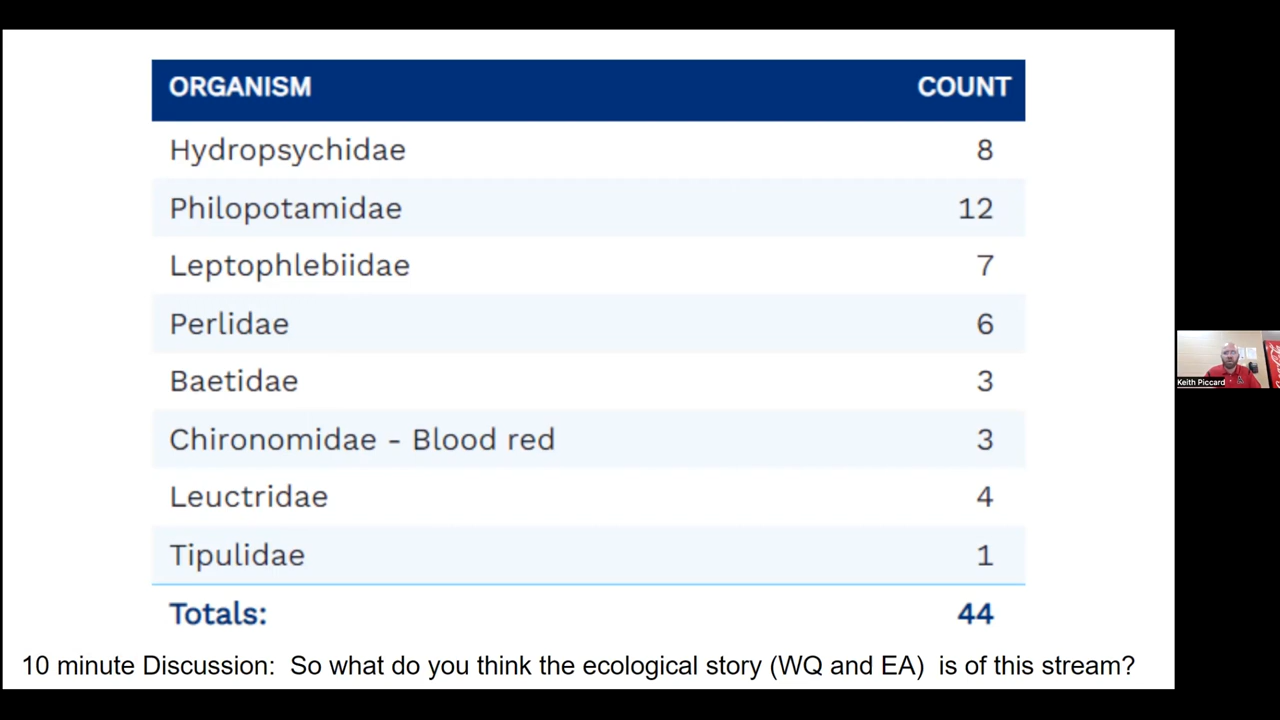 ORGANISM COUNT
Hydropsychidae 8
Philopotamidae 12
Leptophlebiidae 7
Perlidae 6
Baetidae 3
Chironomidae - Blood red 3
Leuctridae 4
Tipulidae 1
Totals: 44
10 minute Discussion: So what do you think the ecological story (WQ and EA) is of this stream?
Keith Piccard